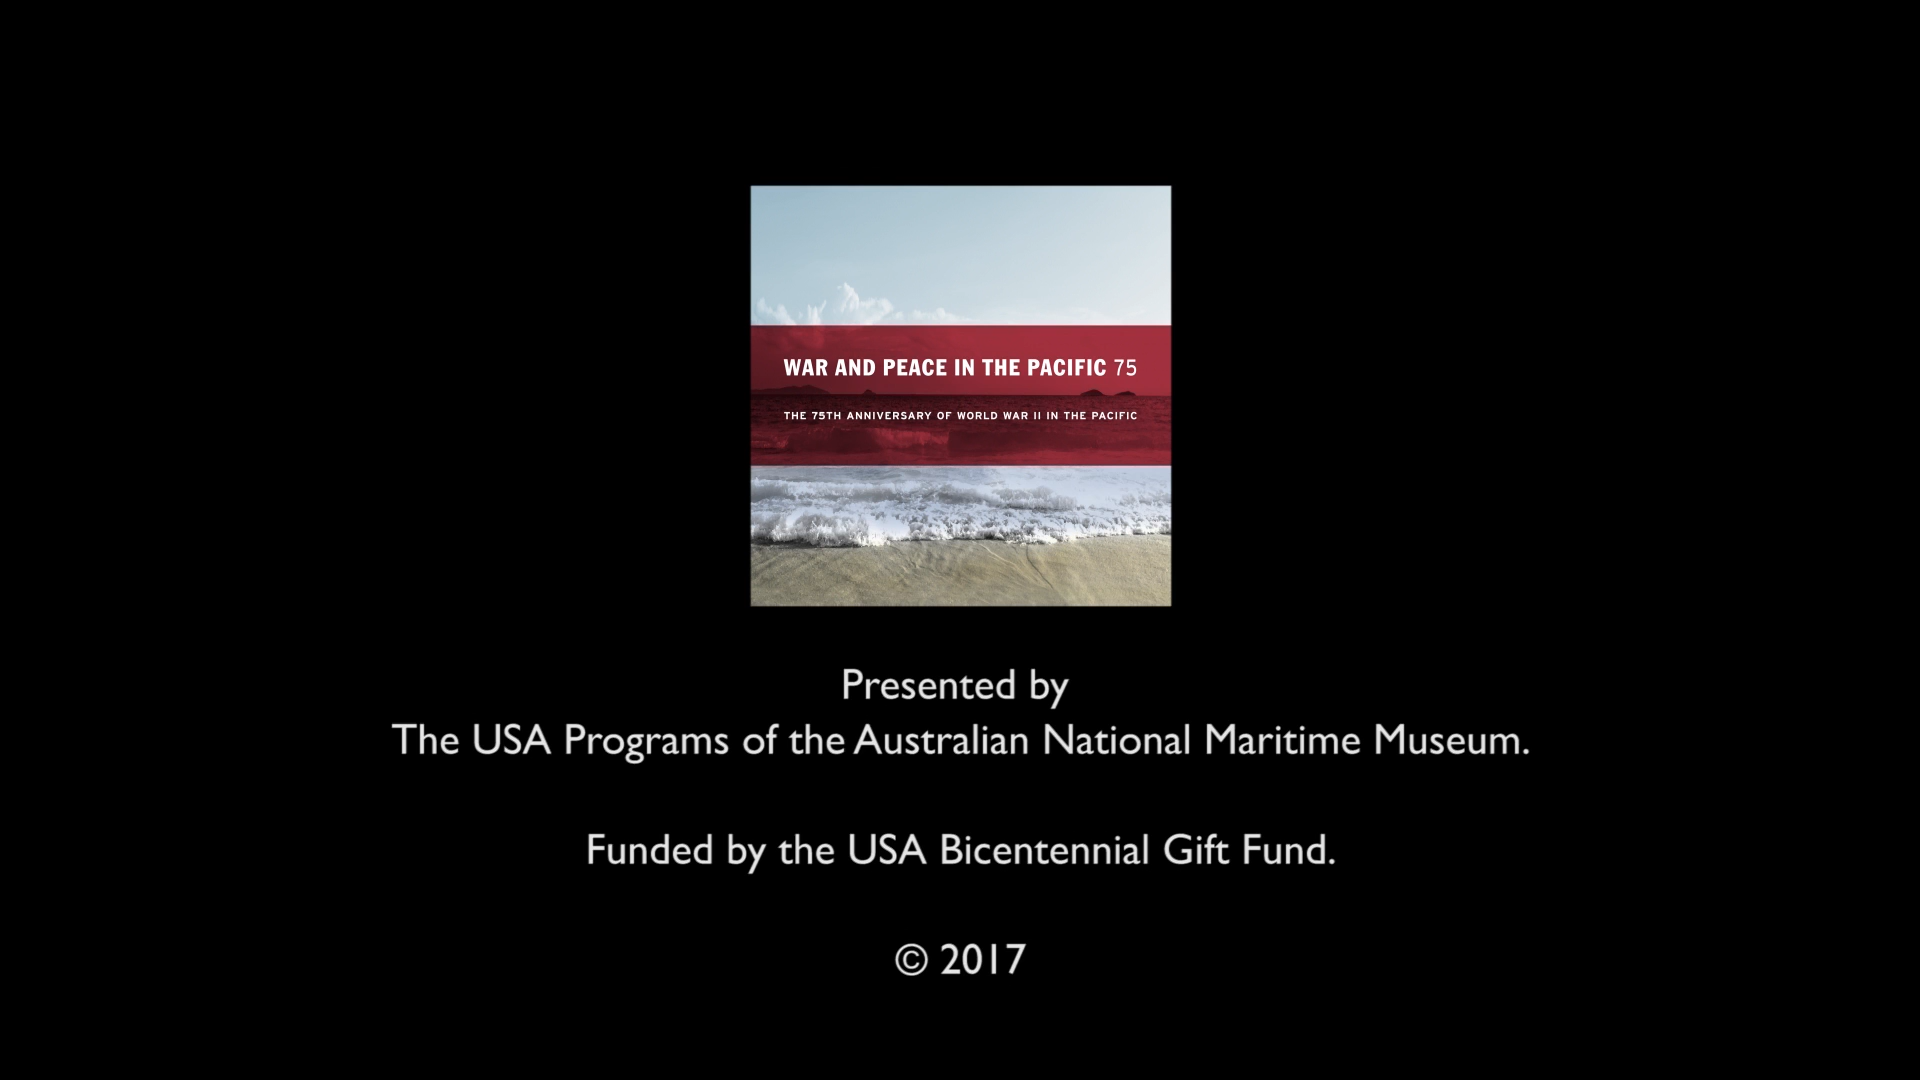 WAR AND PEACE IN THE PACIFIC 75
THE 75TH ANNIVERSARY OF WORLD WAR II IN THE PACIFIC
Presented by
The USA Programs of the Australian National Maritime Museum.
Funded by the USA Bicentennial Gift Fund.
© 2017